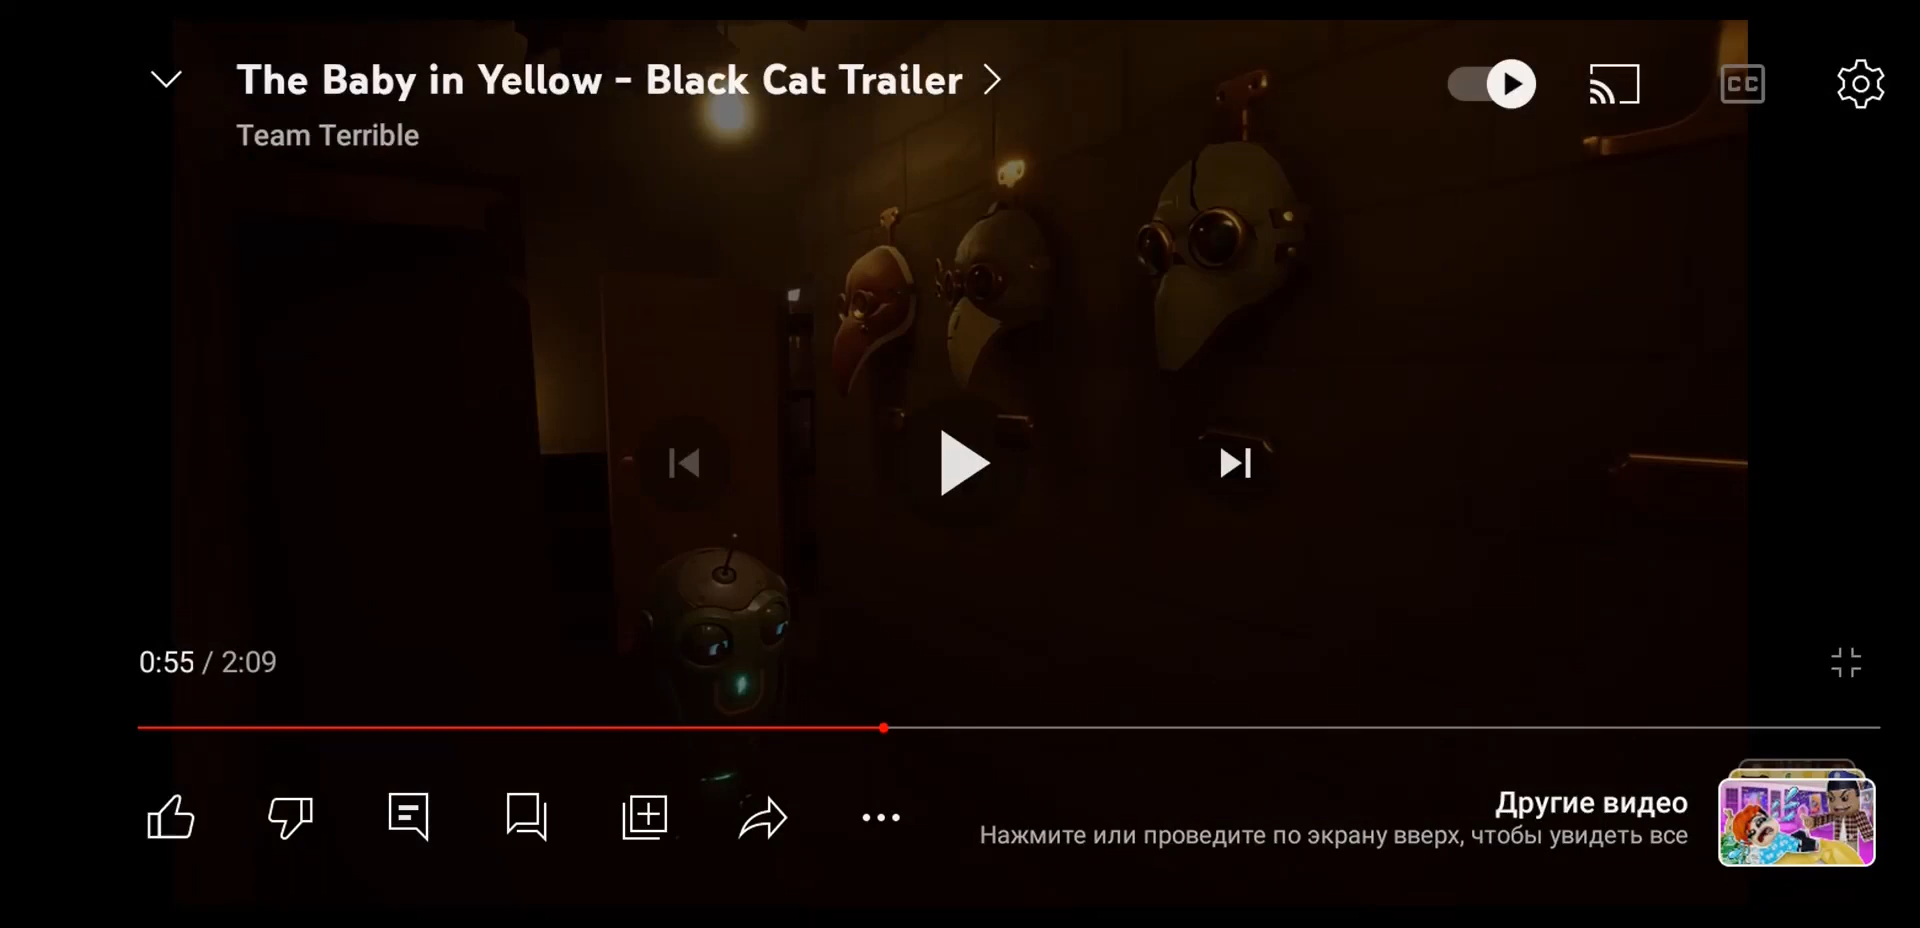 The Baby in Yellow - Black Cat Trailer
Team Terrible
CC
0:55 / 2:09
Другие видео
Нажмите или проведите по экрану вверх, чтобы увидеть все